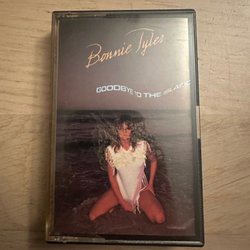 Bonnie Tyler
GOODBYE TO THE ISLAND